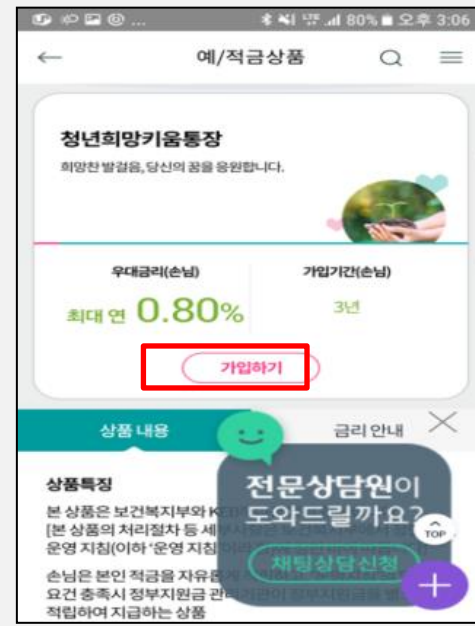 80% 오후 3:06
예/적금상품
청년희망키움통장
희망찬 발걸음, 당신의 꿈을 응원합니다.
우대금리(손님)
가입기간(손님)
최대 연 0.80%
3년
가입하기
상품 내용
금리 안내
상품특징
본 상품은 보건복지부와
[본 상품의 처리절차 등
운영 지침(이하 '운영 지침
손님은 본인 적금을 자유롭게
요건 충족시 정부지원금
적립하여 지급하는 상품
전문상담원이
도와드릴까요?
채팅상담신청
TOP